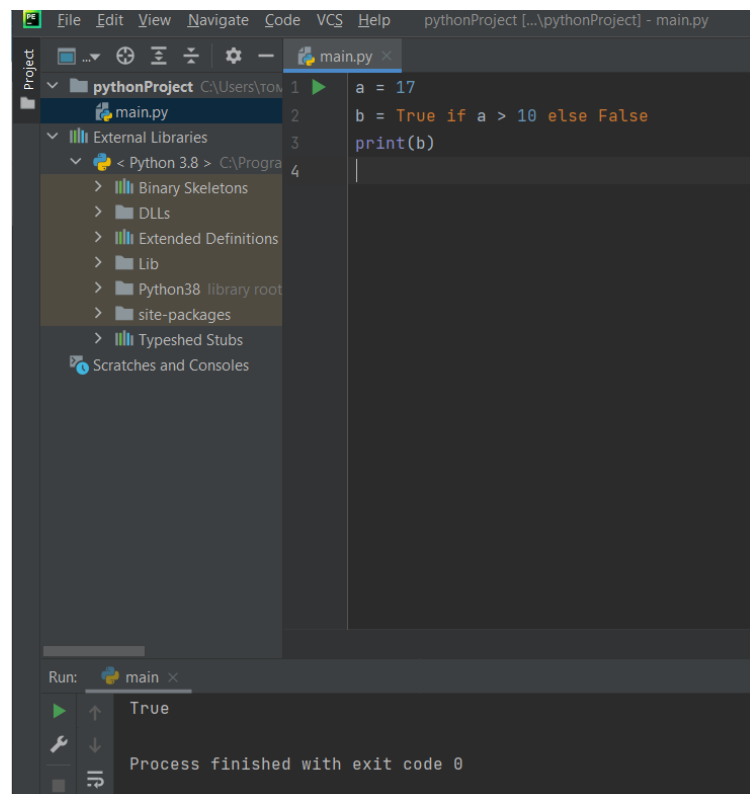 PE File Edit View Navigate Code VCS Help pythonProject [...\pythonProject] - main.py
Project
... main.py
pythonProject C:\Users\том
main.py
External Libraries
< Python 3.8 > C:\Progra
Binary Skeletons
DLLs
Extended Definitions
Lib
Python38 library root
site-packages
Typeshed Stubs
Scratches and Consoles
1 a = 17
2 b = True if a > 10 else False
3 print(b)
4
Run: main
True
Process finished with exit code 0